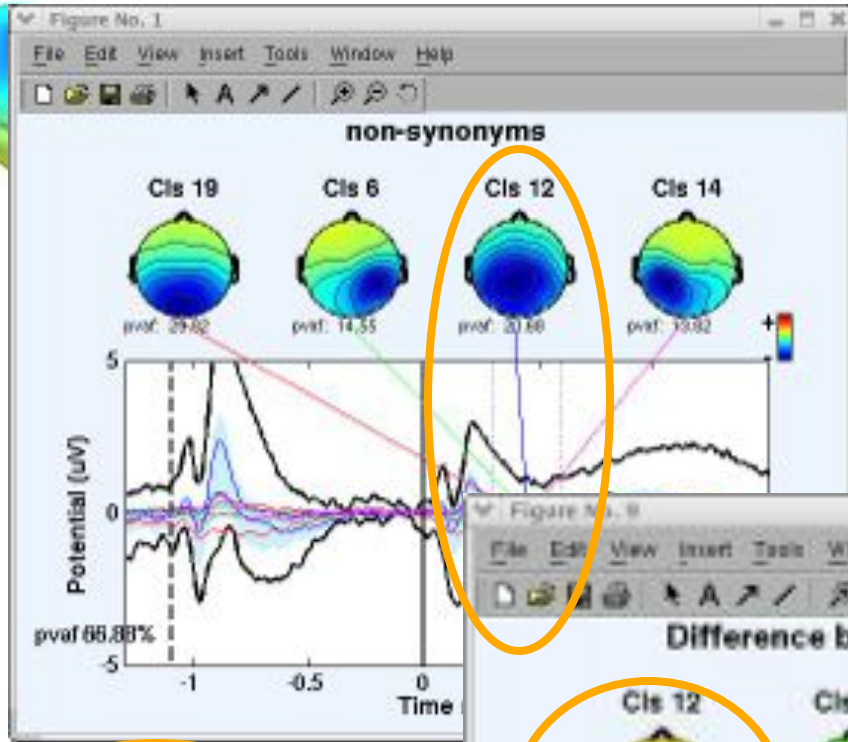 Figure No. 1
File Edit View Insert Tools Window Help
non-synonyms
Cls 19 Cls 6 Cls 12 Cls 14
pvaf: 29.82 pvaf: 14.55 pvaf: 20.88 pvaf: 13.82
+
-
5
0
-5
Potential (uV)
pvaf 66.88%
-1 -0.5 0
Time
Figure No.
File Edit View Insert Tools
Difference b
Cls 12 Cls